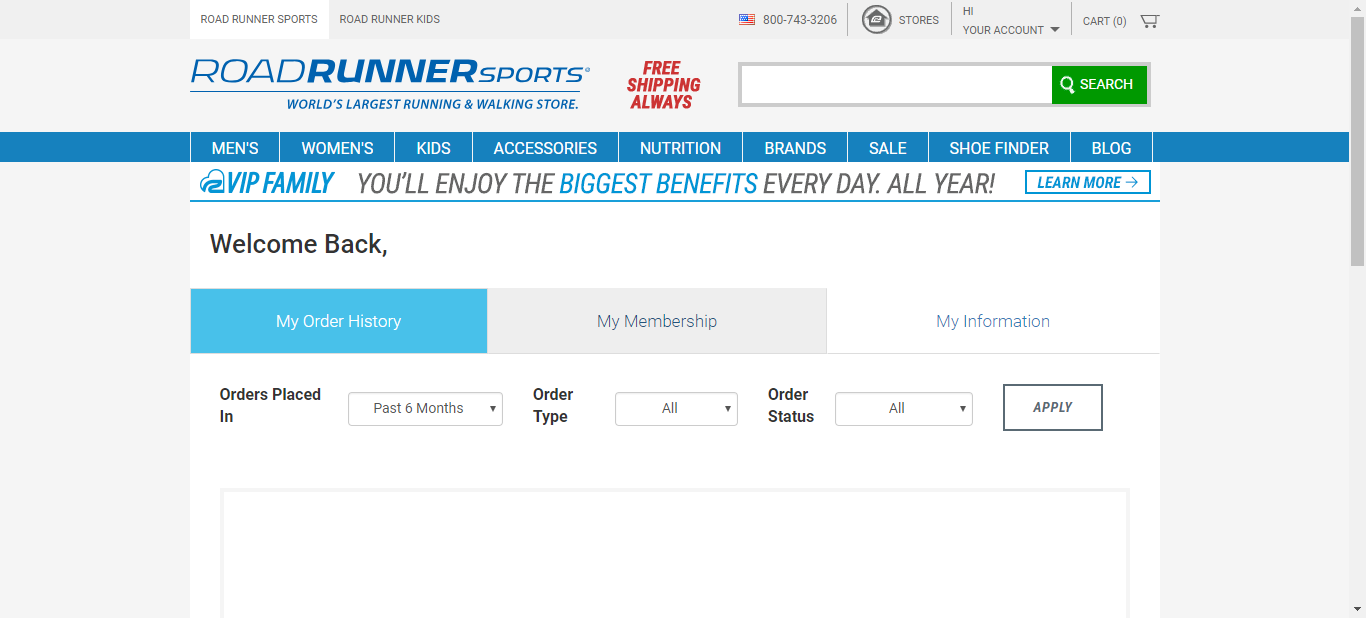 ROAD RUNNER SPORTS
ROAD RUNNER KIDS
800-743-3206
STORES
HI
YOUR ACCOUNT
CART (0)
ROADRUNNERSPORTS®
WORLD'S LARGEST RUNNING & WALKING STORE.
FREE
SHIPPING
ALWAYS
SEARCH
MEN'S
WOMEN'S
KIDS
ACCESSORIES
NUTRITION
BRANDS
SALE
SHOE FINDER
BLOG
VIP FAMILY
YOU'LL ENJOY THE BIGGEST BENEFITS EVERY DAY. ALL YEAR!
LEARN MORE →
Welcome Back,
My Order History
My Membership
My Information
Orders Placed
In
Past 6 Months
Order
Type
All
Order
Status
All
APPLY